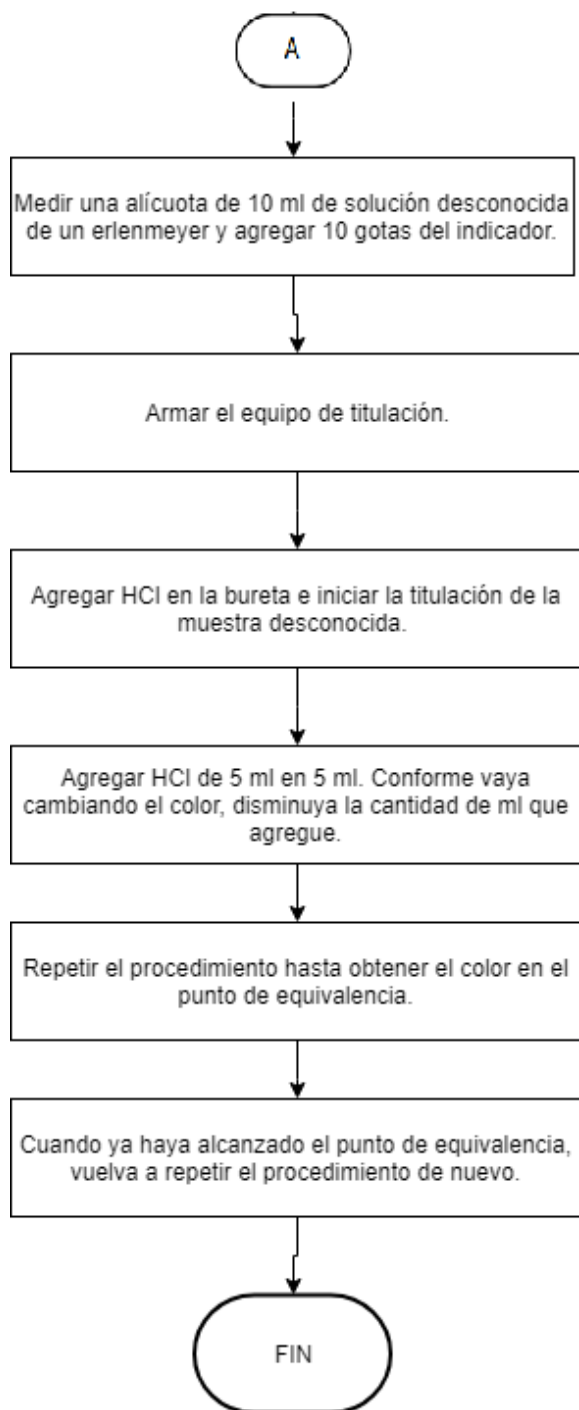 A
Medir una alícuota de 10 ml de solución desconocida
de un erlenmeyer y agregar 10 gotas del indicador.
Armar el equipo de titulación.
Agregar HCl en la bureta e iniciar la titulación de la
muestra desconocida.
Agregar HCl de 5 ml en 5 ml. Conforme vaya
cambiando el color, disminuya la cantidad de ml que
agregue.
Repetir el procedimiento hasta obtener el color en el
punto de equivalencia.
Cuando ya haya alcanzado el punto de equivalencia,
vuelva a repetir el procedimiento de nuevo.
FIN